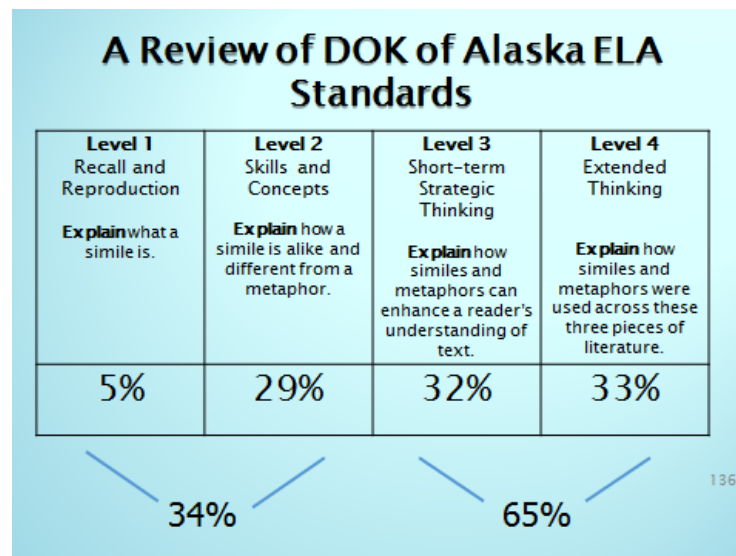 A Review of DOK of Alaska ELA
Standards
Level 1
Recall and
Reproduction
Explain what a
simile is.
Level 2
Skills and
Concepts
Explain how a
simile is alike and
different from a
metaphor.
Level 3
Short-term
Strategic
Thinking
Explain how
similes and
metaphors can
enhance a reader's
understanding of
text.
Level 4
Extended
Thinking
Explain how
similes and
metaphors were
used across these
three pieces of
literature.
5%
29%
32%
33%
34%
65%
136